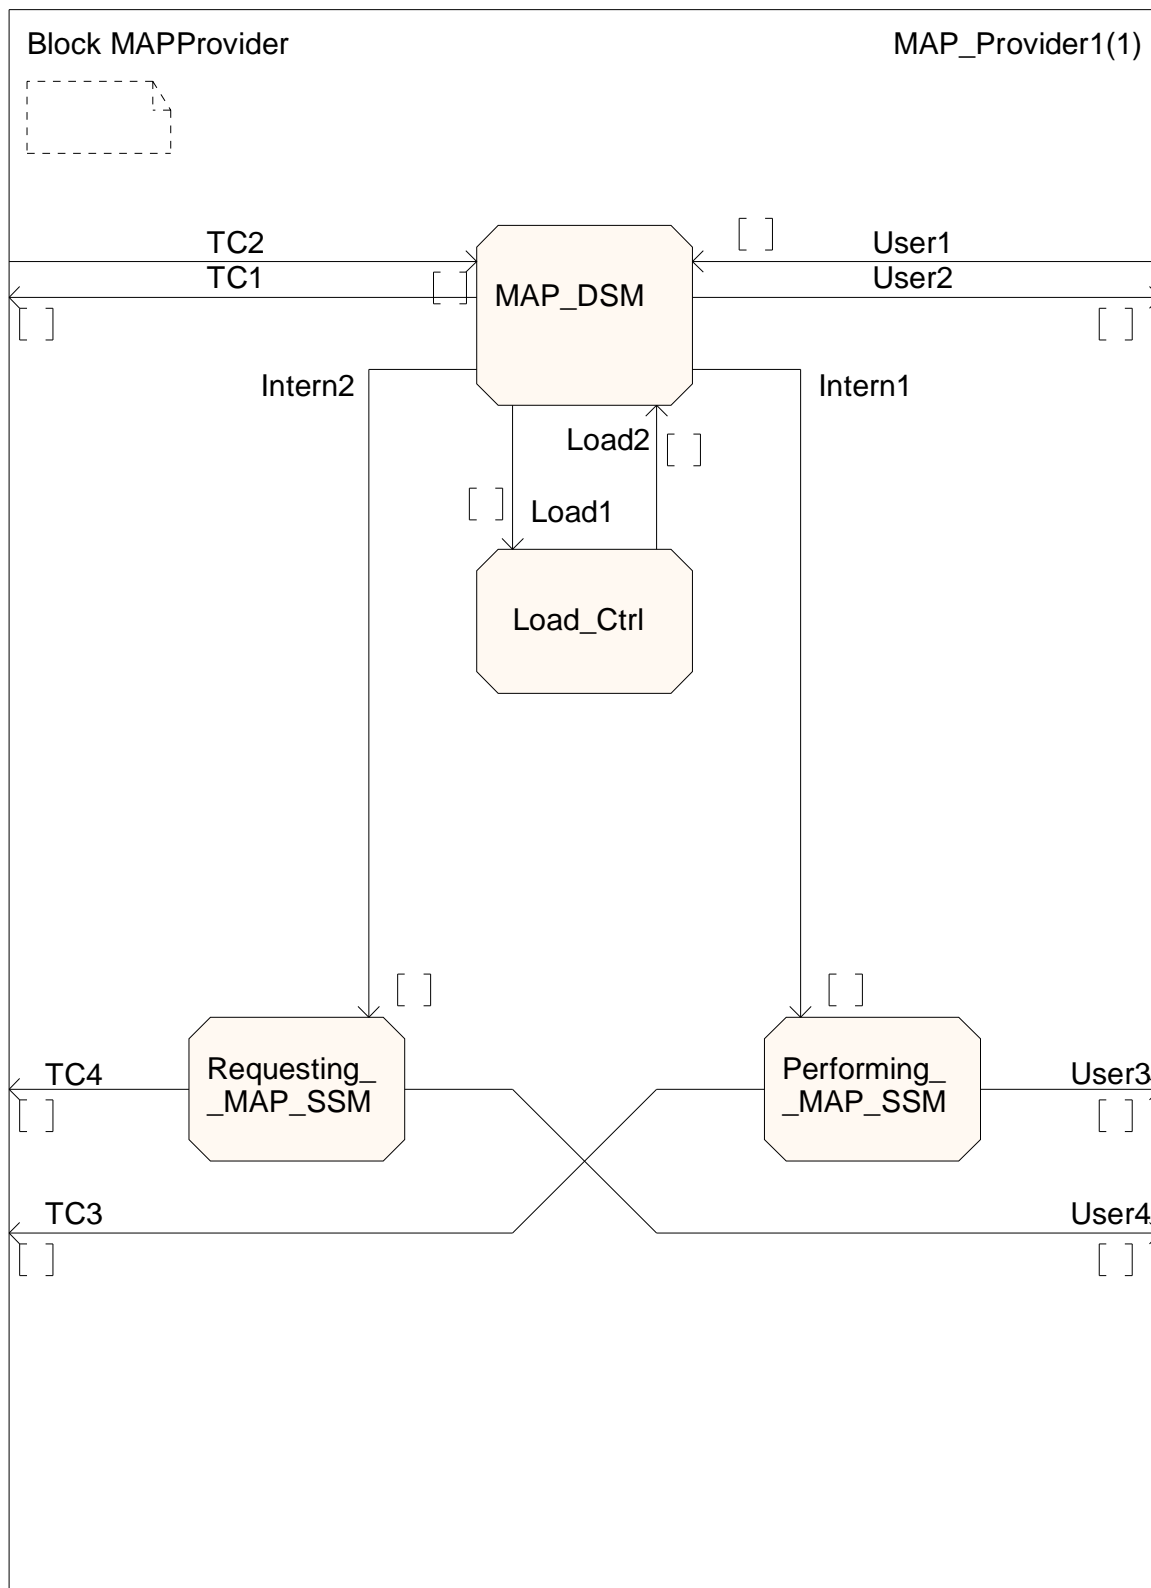 Block MAPProvider
MAP_Provider1(1)
TC2
User1
TC1
User2
MAP_DSM
Intern2
Intern1
Load2
Load1
Load_Ctrl
TC4
Requesting_
_MAP_SSM
Performing_
_MAP_SSM
User3
TC3
User4